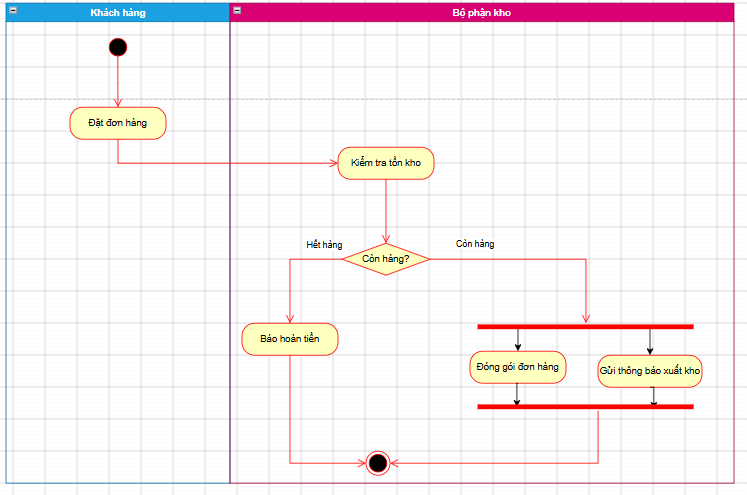 Khách hàng
Bộ phận kho
Đặt đơn hàng
Kiểm tra tồn kho
Hết hàng
Còn hàng
Còn hàng?
Báo hoàn tiền
Đóng gói đơn hàng
Gửi thông báo xuất kho